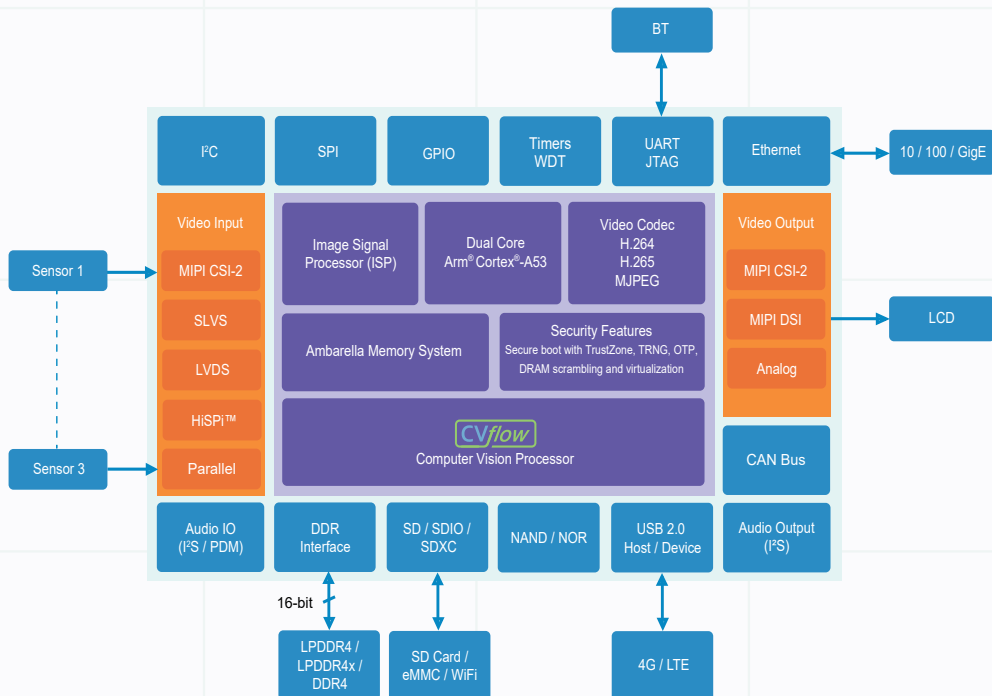 BT
I²C
SPI
GPIO
Timers
WDT
UART
JTAG
Ethernet
10 / 100 / GigE
Video Input
MIPI CSI-2
SLVS
LVDS
HiSPi™
Parallel
Sensor 1
Sensor 3
Image Signal
Processor (ISP)
Dual Core
Arm® Cortex®-A53
Video Codec
H.264
H.265
MJPEG
Ambarella Memory System
Security Features
Secure boot with TrustZone, TRNG, OTP,
DRAM scrambling and virtualization
CVflow
Computer Vision Processor
Video Output
MIPI CSI-2
MIPI DSI
Analog
LCD
CAN Bus
Audio IO
(I²S / PDM)
DDR
Interface
SD / SDIO /
SDXC
NAND / NOR
USB 2.0
Host / Device
Audio Output
(I²S)
16-bit
LPDDR4 /
LPDDR4x /
DDR4
SD Card /
eMMC / WiFi
4G / LTE